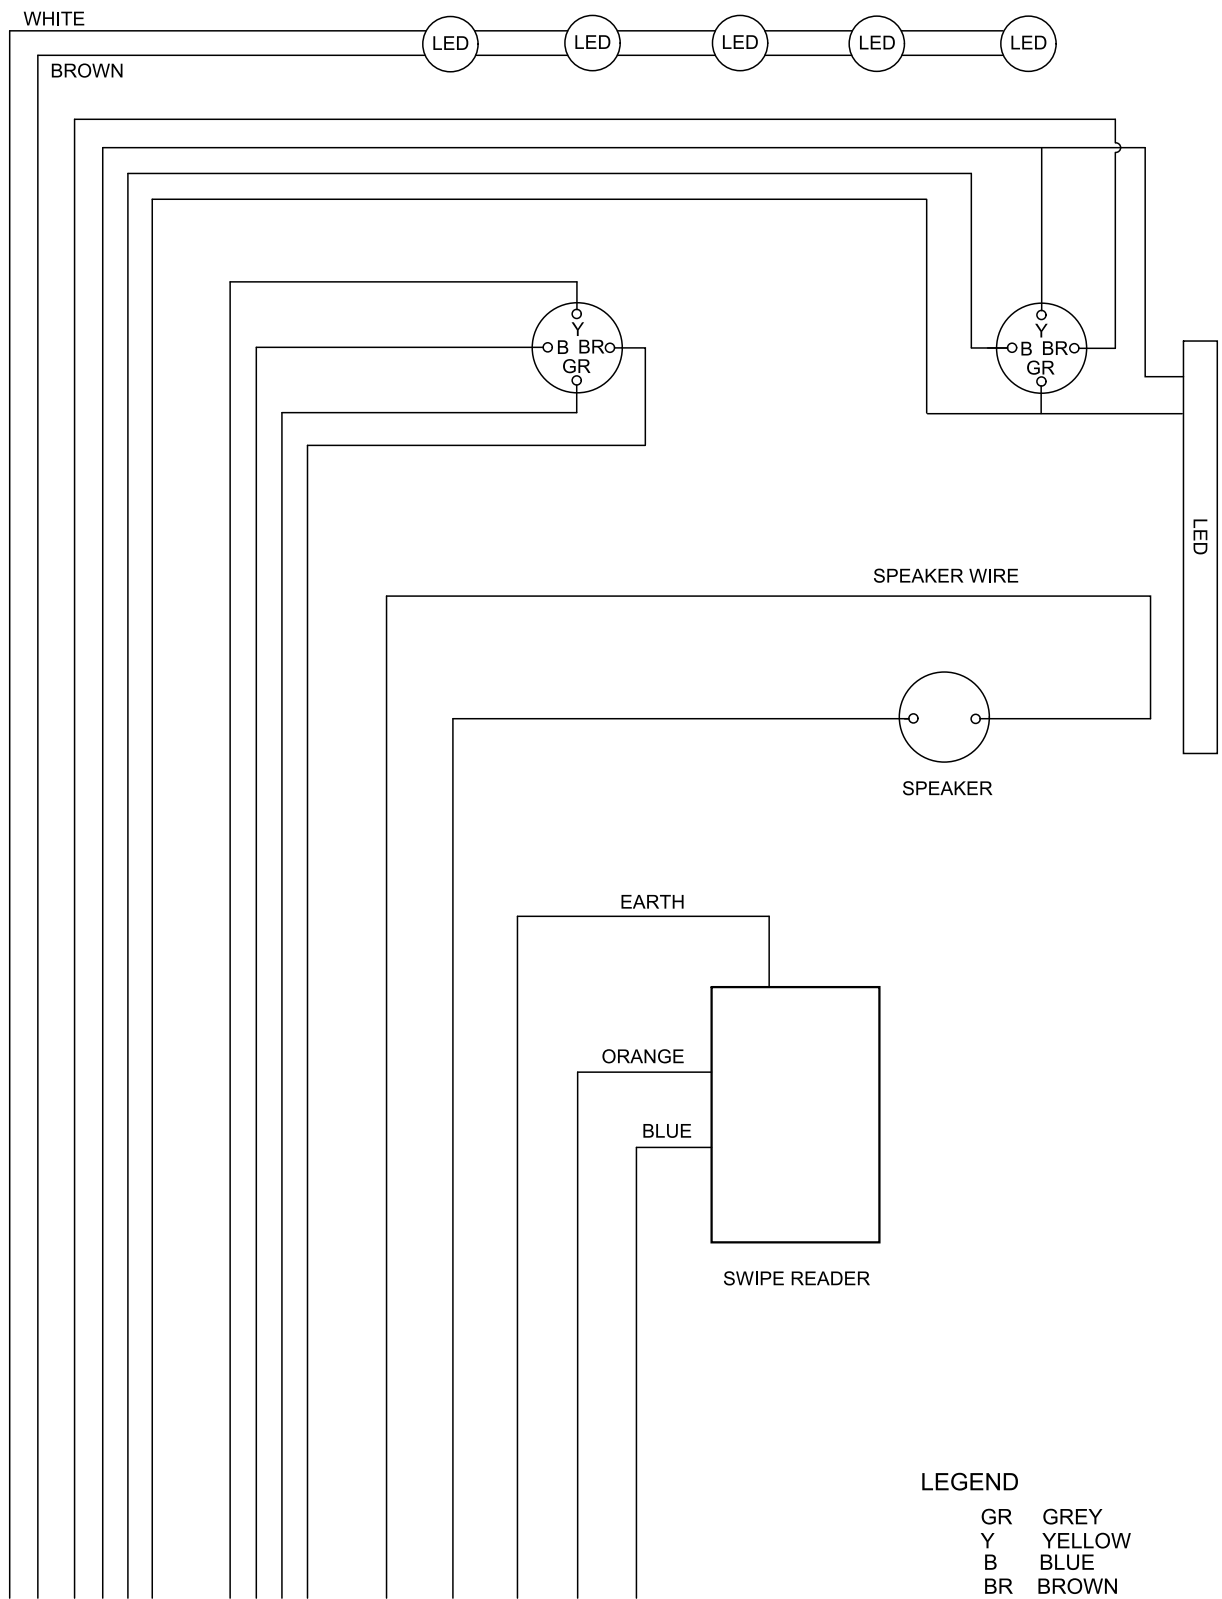 WHITE
LED LED LED LED LED
BROWN
Y
B BR
GR
Y
B BR
GR
LED
SPEAKER WIRE
SPEAKER
EARTH
ORANGE
BLUE
SWIPE READER
LEGEND
GR GREY
Y YELLOW
B BLUE
BR BROWN